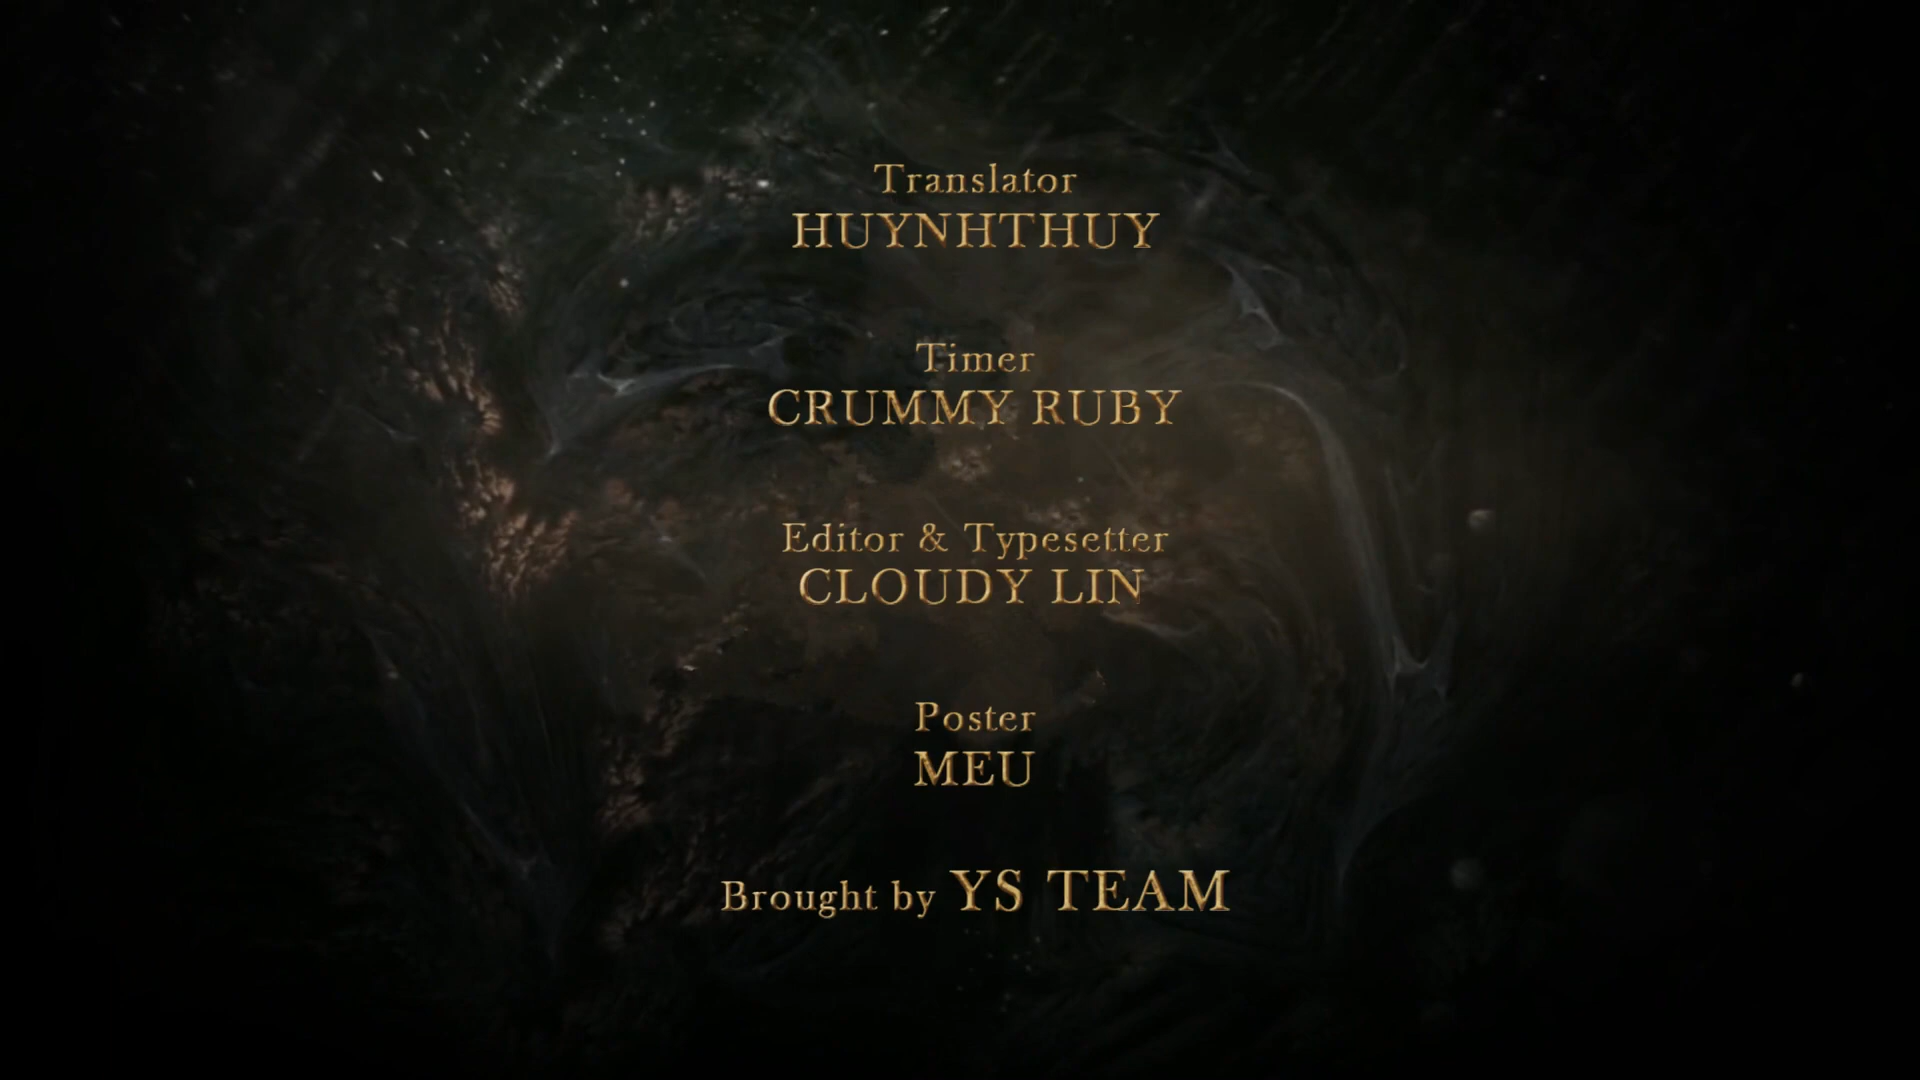 Translator
HUYNHTHUY
Timer
CRUMMY RUBY
Editor & Typesetter
CLOUDY LIN
Poster
MEU
Brought by YS TEAM